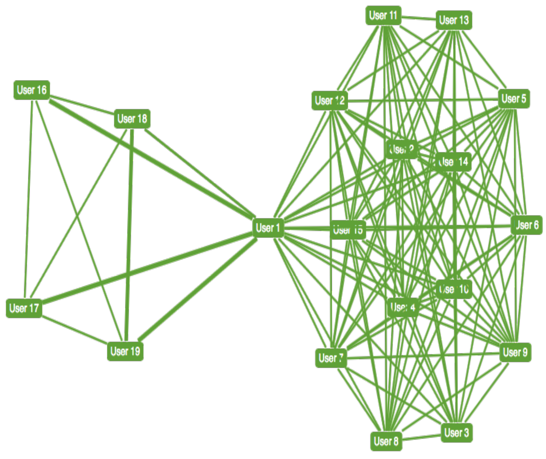 User 11
User 13
User 16
User 5
User 12
User 18
User 2
User 14
User 6
User 1
User 15
User 10
User 17
User 4
User 19
User 9
User 7
User 3
User 8